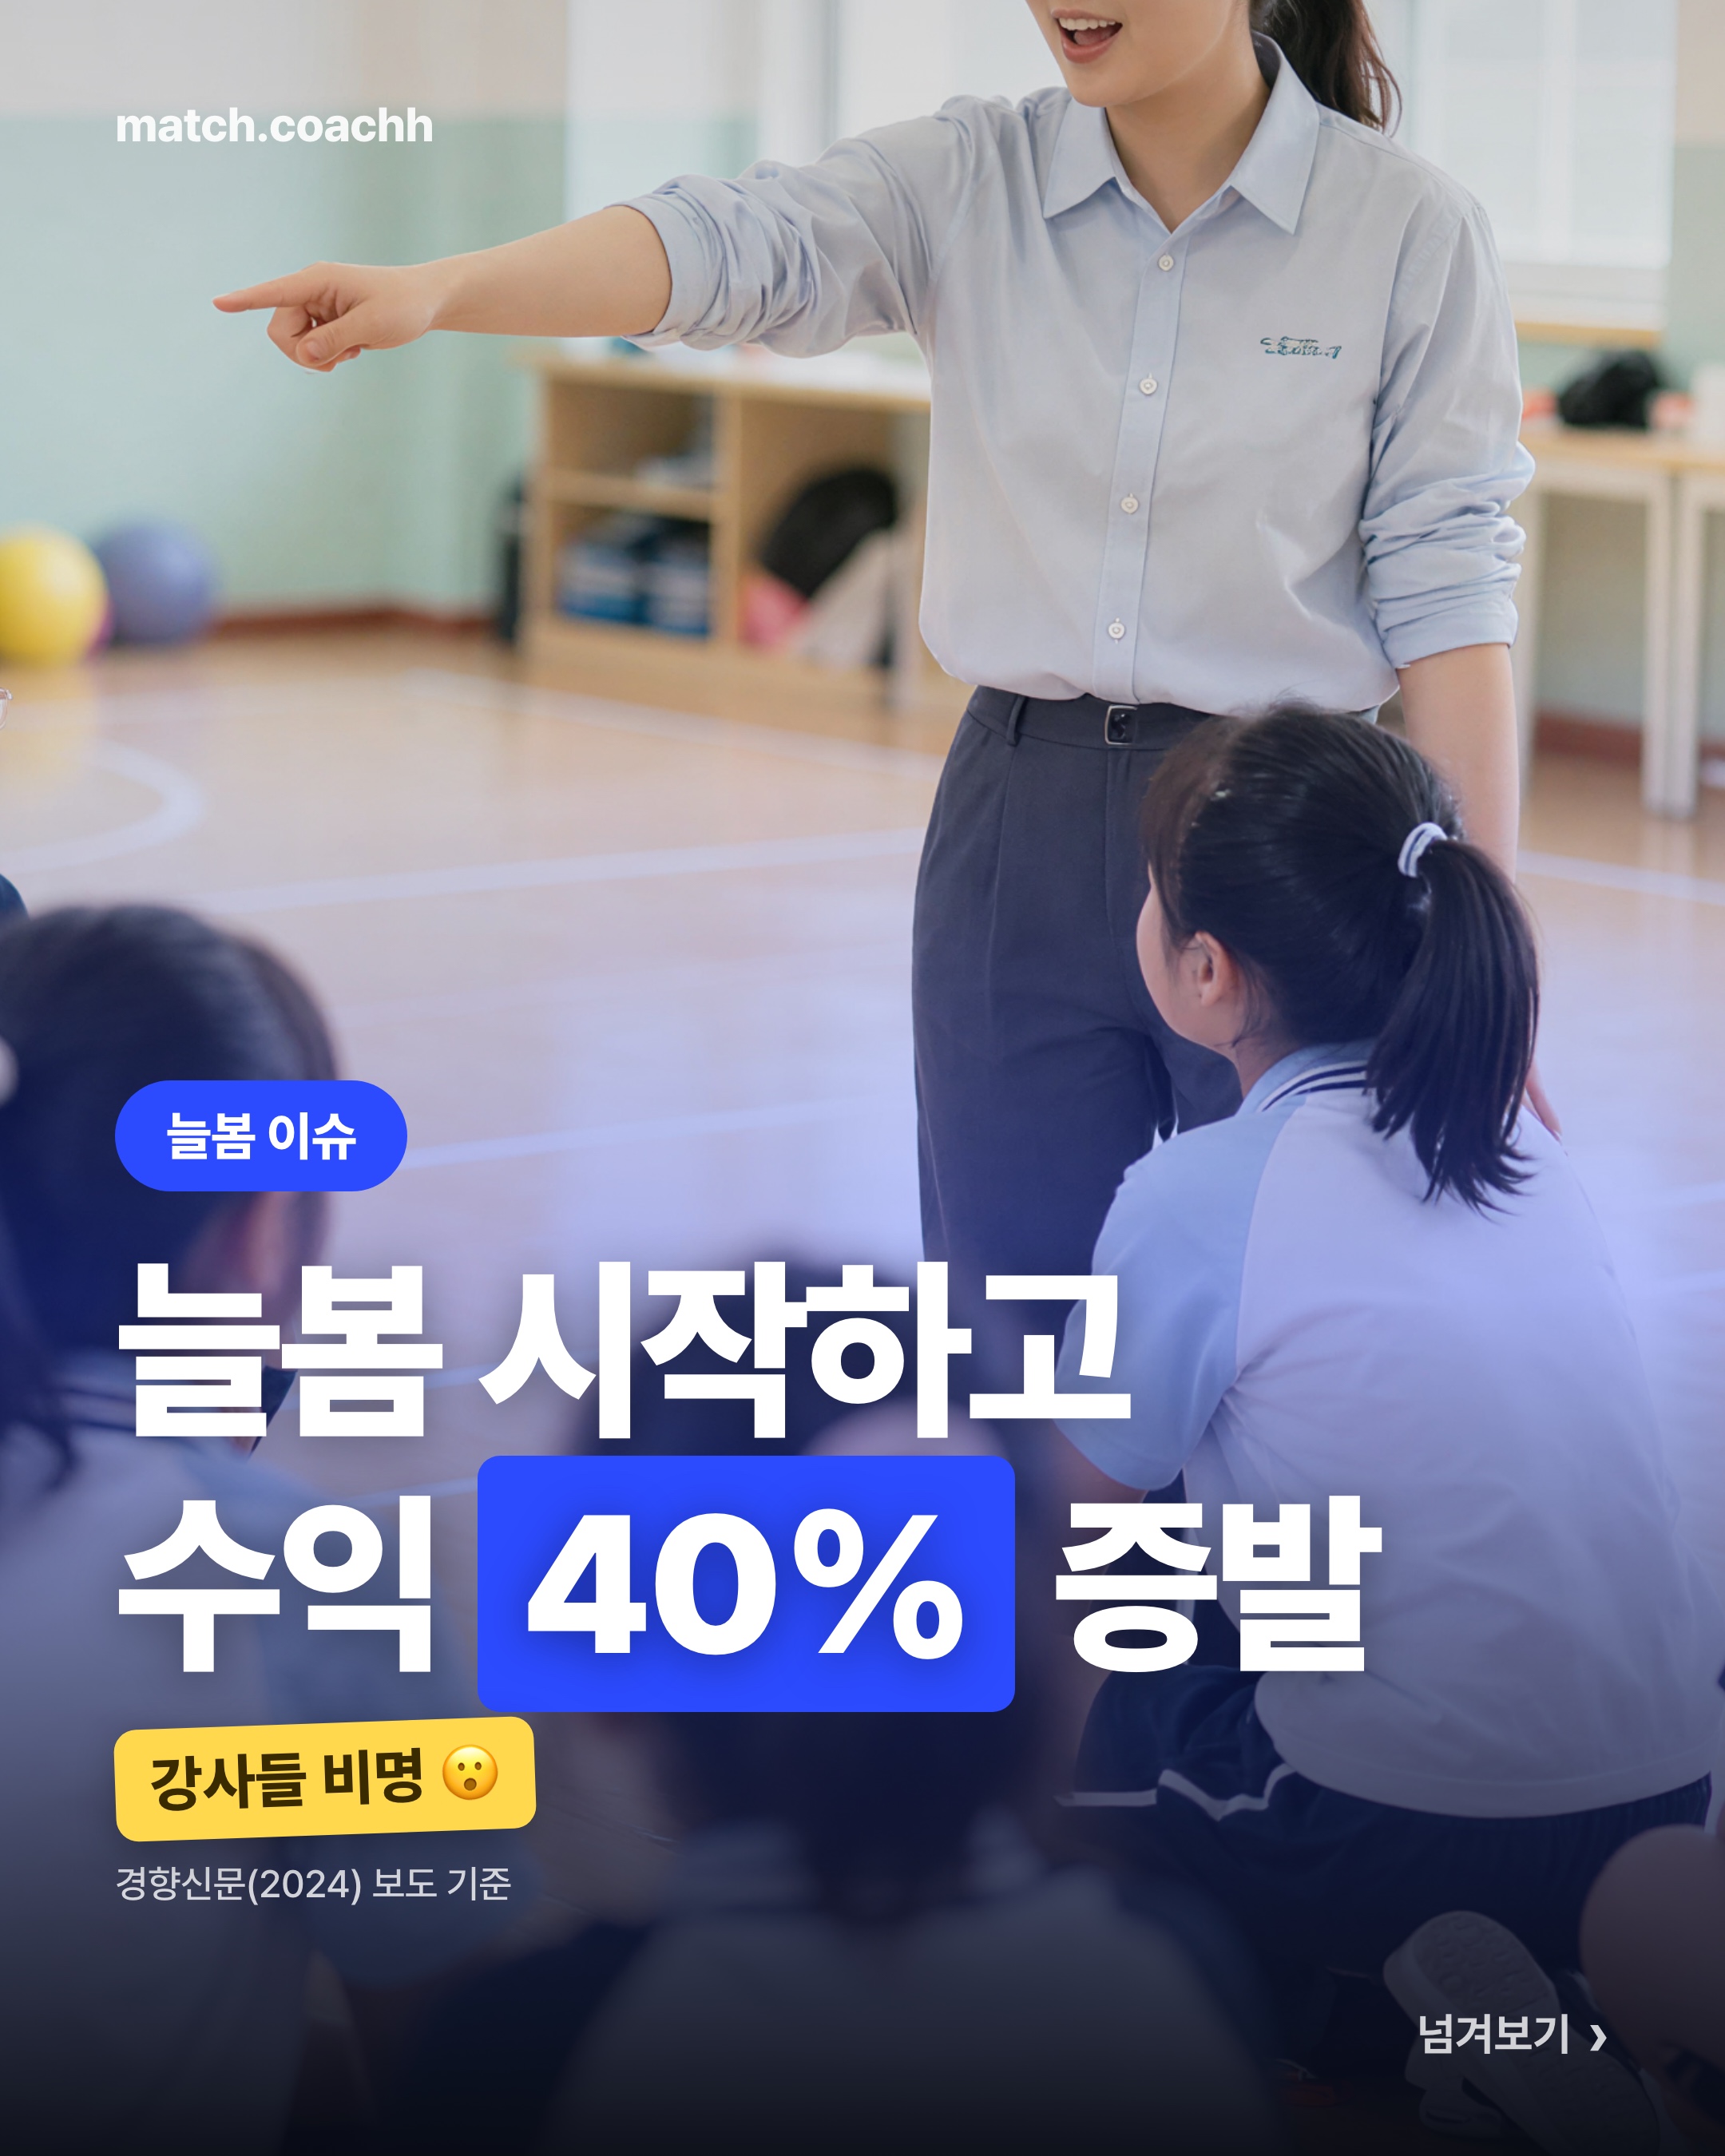 match.coachh
늘봄 이슈
늘봄 시작하고
수익 40% 증발
강사들 비명 😮
경향신문(2024) 보도 기준
넘겨보기 ›